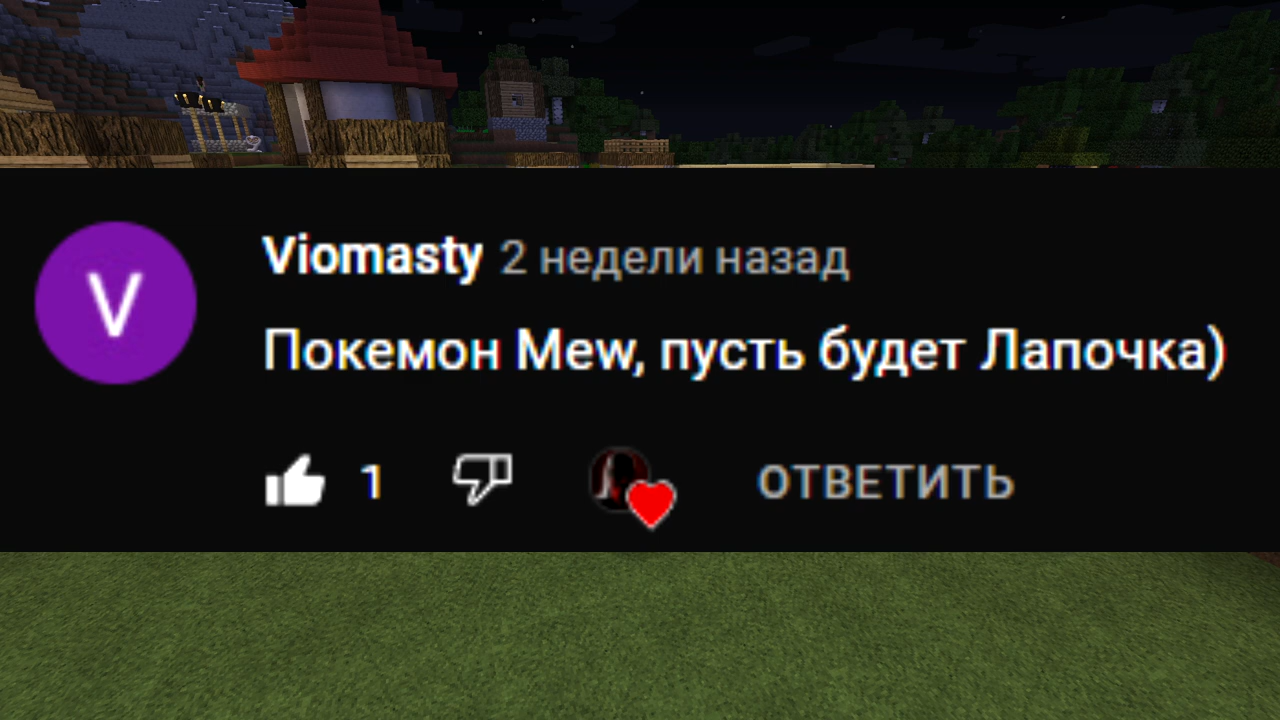 V
Viomasty 2 недели назад
Покемон Mew, пусть будет Лапочка)
1 ОТВЕТИТЬ